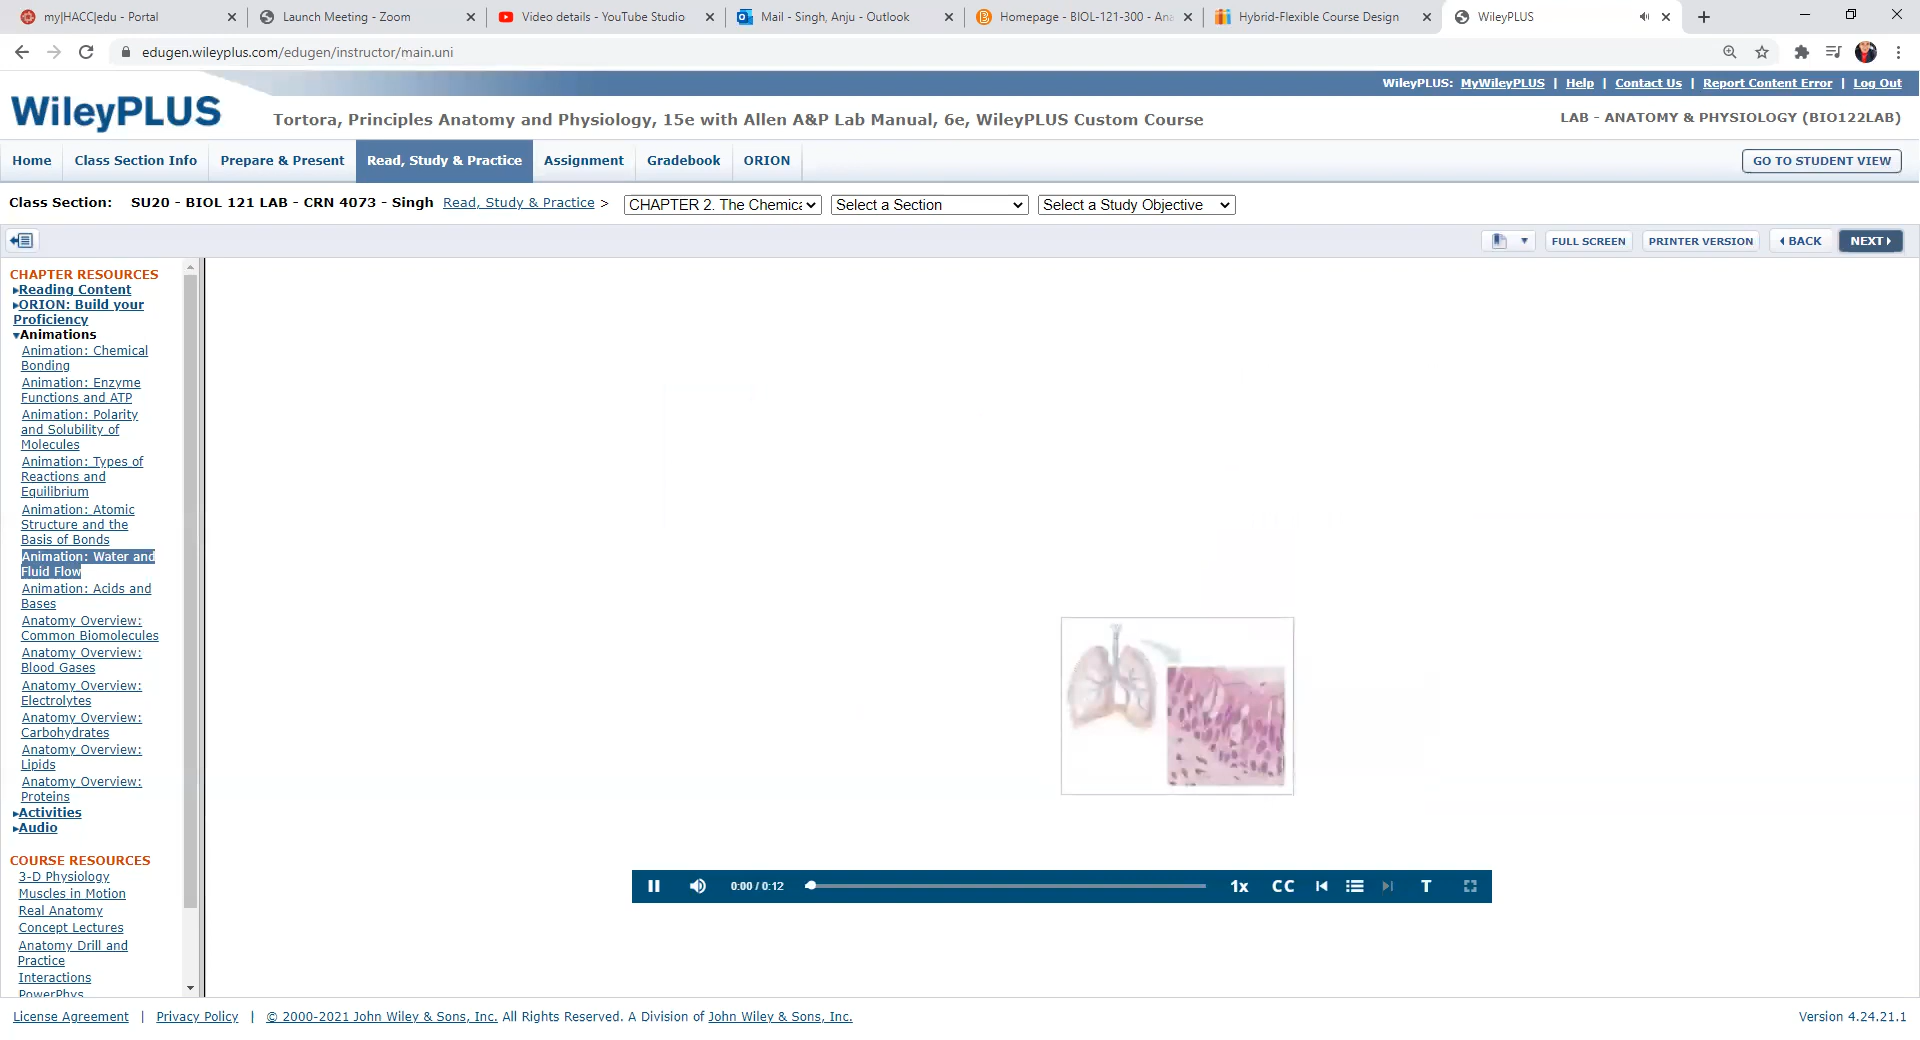 my|HACC|edu - Portal
Launch Meeting - Zoom
Video details - YouTube Studio
Mail - Singh, Anju - Outlook
Homepage - BIOL-121-300 - Ana
Hybrid-Flexible Course Design
WileyPLUS
edugen.wileyplus.com/edugen/instructor/main.uni
WileyPLUS: MyWileyPLUS | Help | Contact Us | Report Content Error | Log Out
WileyPLUS
Tortora, Principles Anatomy and Physiology, 15e with Allen A&P Lab Manual, 6e, WileyPLUS Custom Course
LAB - ANATOMY & PHYSIOLOGY (BIO122LAB)
Home Class Section Info Prepare & Present Read, Study & Practice Assignment Gradebook ORION
GO TO STUDENT VIEW
Class Section: SU20 - BIOL 121 LAB - CRN 4073 - Singh Read, Study & Practice > CHAPTER 2. The Chemica Select a Section Select a Study Objective
FULL SCREEN PRINTER VERSION BACK NEXT
CHAPTER RESOURCES
Reading Content
ORION: Build your
Proficiency
Animations
Animation: Chemical
Bonding
Animation: Enzyme
Functions and ATP
Animation: Polarity
and Solubility of
Molecules
Animation: Types of
Reactions and
Equilibrium
Animation: Atomic
Structure and the
Basis of Bonds
Animation: Water and
Fluid Flow
Animation: Acids and
Bases
Anatomy Overview:
Common Biomolecules
Anatomy Overview:
Blood Gases
Anatomy Overview:
Electrolytes
Anatomy Overview:
Carbohydrates
Anatomy Overview:
Lipids
Anatomy Overview:
Proteins
Activities
Audio
COURSE RESOURCES
3-D Physiology
Muscles in Motion
Real Anatomy
Concept Lectures
Anatomy Drill and
Practice
Interactions
PowerPhys
0:00 / 0:12 1x CC T
License Agreement | Privacy Policy | © 2000-2021 John Wiley & Sons, Inc. All Rights Reserved. A Division of John Wiley & Sons, Inc.
Version 4.24.21.1